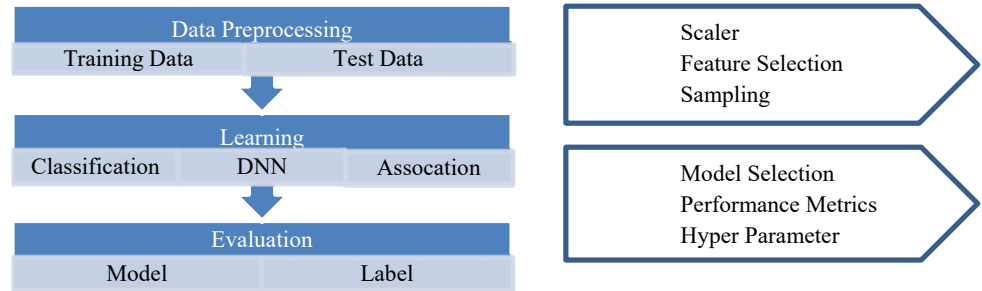 Data Preprocessing
Training Data
Test Data
Learning
Classification
DNN
Assocation
Evaluation
Model
Label
Scaler
Feature Selection
Sampling
Model Selection
Performance Metrics
Hyper Parameter